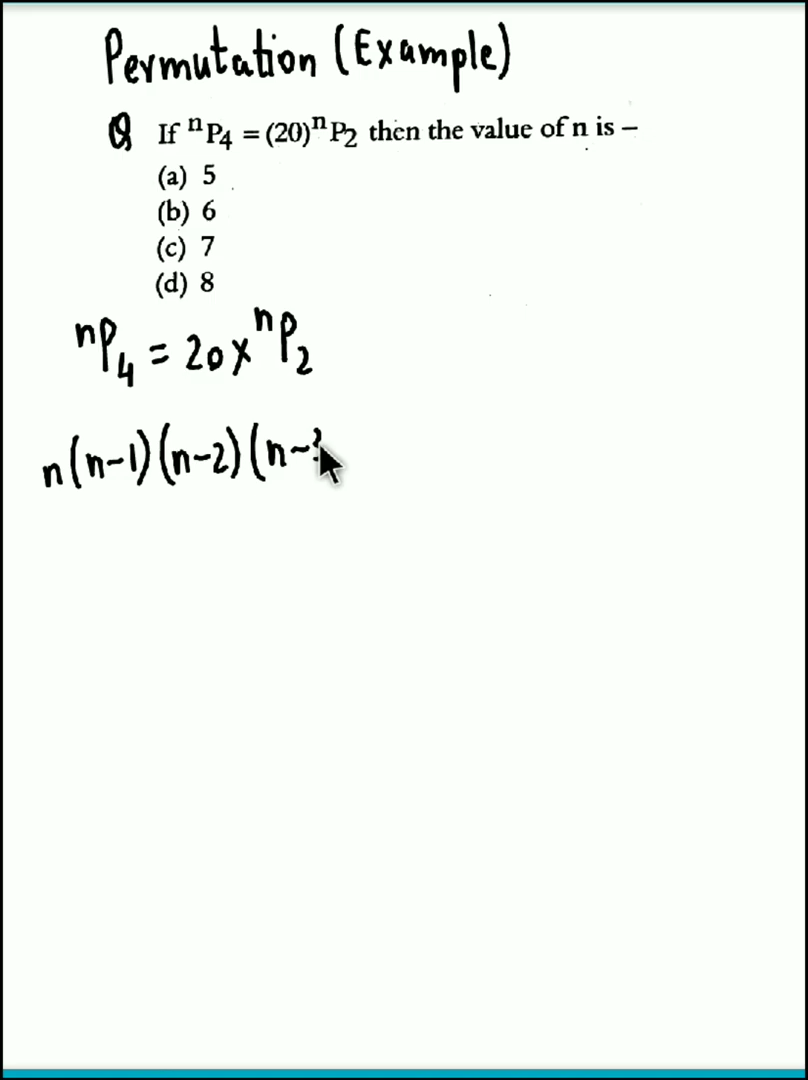 Permutation (Example)
Q If ⁿP₄ = (20)ⁿP₂ then the value of n is –
(a) 5
(b) 6
(c) 7
(d) 8
ⁿP₄ = 20 x ⁿP₂
n(n-1)(n-2)(n-